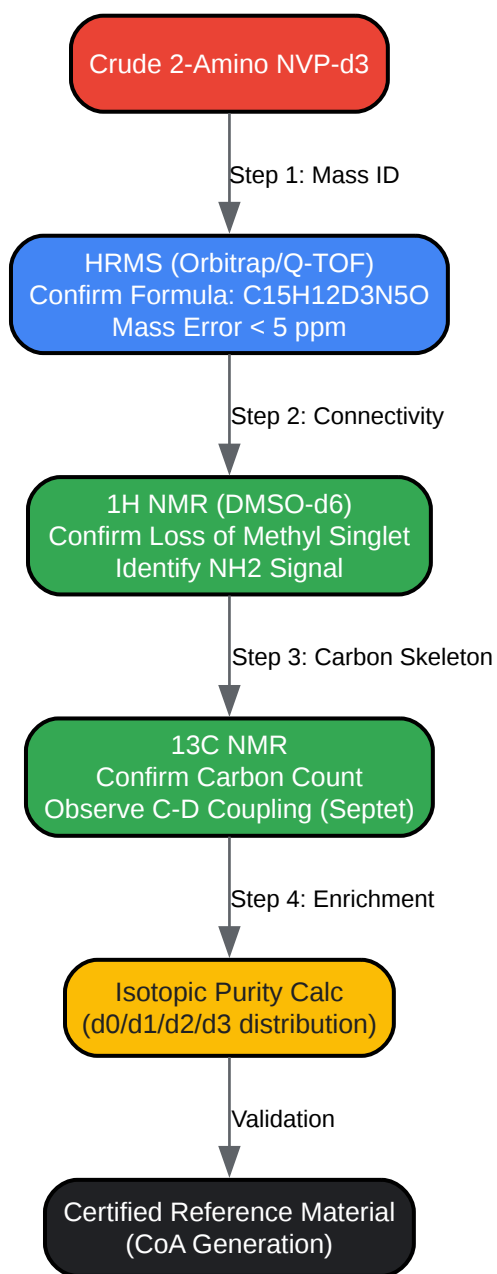 Crude 2-Amino NVP-d3
Step 1: Mass ID
HRMS (Orbitrap/Q-TOF)
Confirm Formula: C15H12D3N5O
Mass Error < 5 ppm
Step 2: Connectivity
1H NMR (DMSO-d6)
Confirm Loss of Methyl Singlet
Identify NH2 Signal
Step 3: Carbon Skeleton
13C NMR
Confirm Carbon Count
Observe C-D Coupling (Septet)
Step 4: Enrichment
Isotopic Purity Calc
(d0/d1/d2/d3 distribution)
Validation
Certified Reference Material
(CoA Generation)